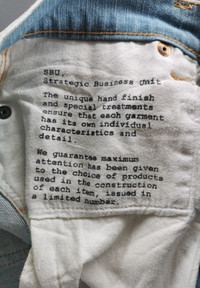 SBU.
Strategic Business Unit
The unique hand finish
and special treatments
ensure that each garment
has its own individual
characteristics and
detail.
We guarantee maximum
attention has been given
to the choice of products
used in the construction
of each item, issued in
a limited number.